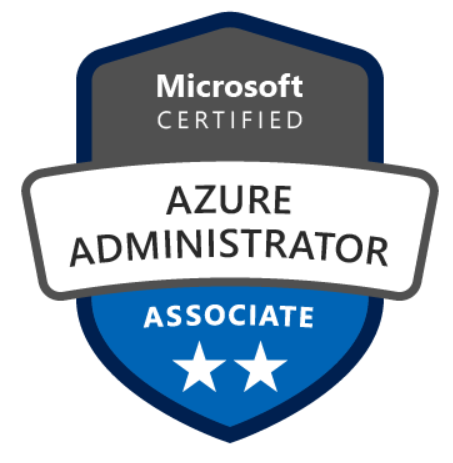 Microsoft
CERTIFIED
AZURE
ADMINISTRATOR
ASSOCIATE